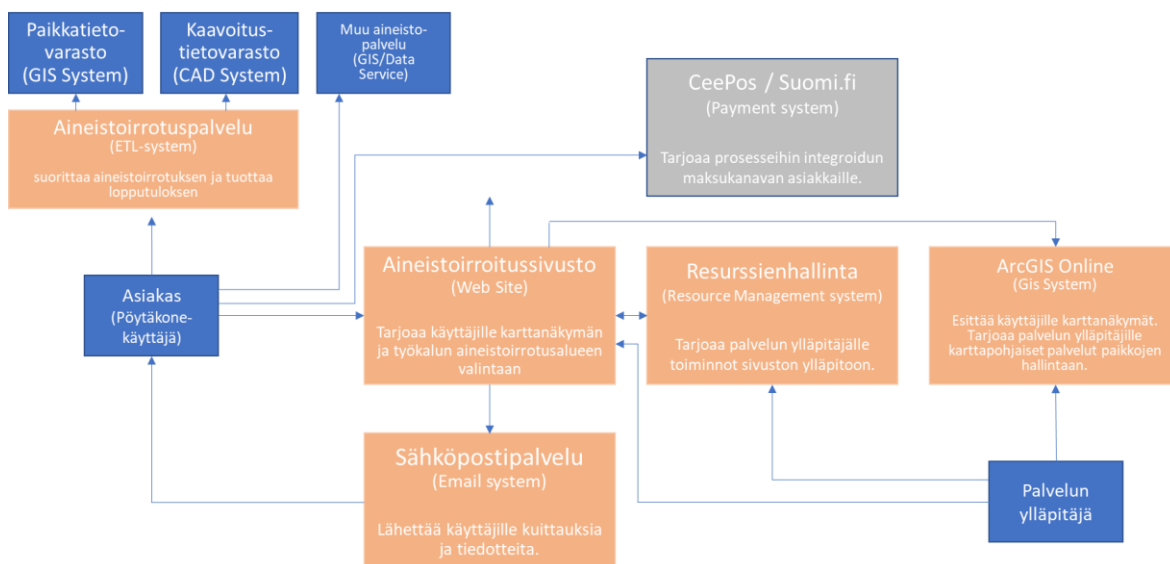 Paikkatieto-
varasto
(GIS System)
Kaavoitus-
tietovarasto
(CAD System)
Muu aineisto-
palvelu
(GIS/Data
Service)
CeePos / Suomi.fi
(Payment system)
Tarjoaa prosesseihin integroidun
maksukanavan asiakkaille.
Aineistoirrotuspalvelu
(ETL-system)
suorittaa aineistoirrotuksen ja tuottaa
lopputuloksen
Asiakas
(Pöytäkone-
käyttäjä)
Aineistoirroitussivusto
(Web Site)
Tarjoaa käyttäjille karttanäkymän
ja työkalun aineistoirrotusalueen
valintaan
Resurssienhallinta
(Resource Management system)
Tarjoaa palvelun ylläpitäjälle
toiminnot sivuston ylläpitoon.
ArcGIS Online
(Gis System)
Esittää käyttäjille karttanäkymät.
Tarjoaa palvelun ylläpitäjille
karttapohjaiset palvelut paikkojen
hallintaan.
Sähköpostipalvelu
(Email system)
Lähettää käyttäjille kuittauksia
ja tiedotteita.
Palvelun
ylläpitäjä